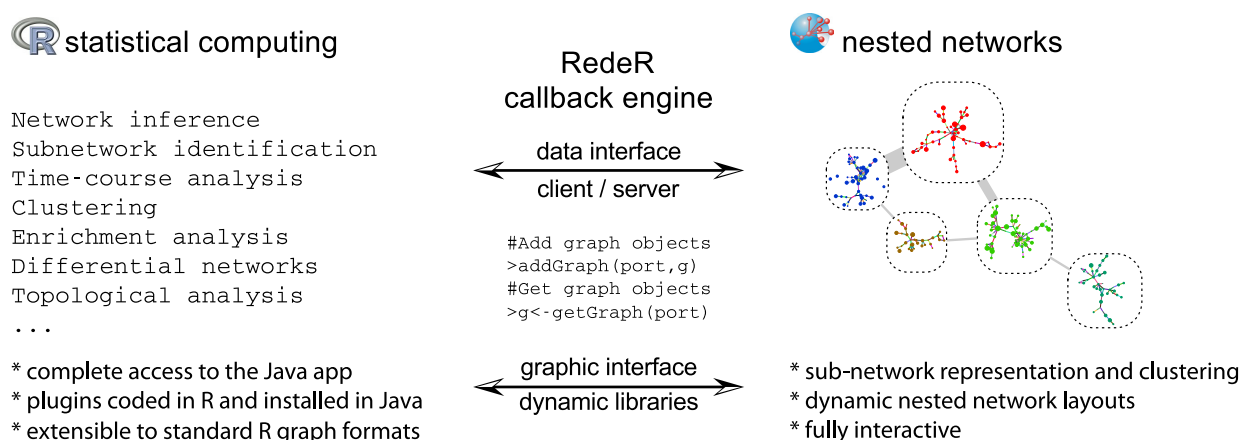 R statistical computing
Network inference
Subnetwork identification
Time-course analysis
Clustering
Enrichment analysis
Differential networks
Topological analysis
...
* complete access to the Java app
* plugins coded in R and installed in Java
* extensible to standard R graph formats
RedeR
callback engine
data interface
client / server
#Add graph objects
>addGraph(port,g)
#Get graph objects
>g<-getGraph(port)
graphic interface
dynamic libraries
nested networks
* sub-network representation and clustering
* dynamic nested network layouts
* fully interactive